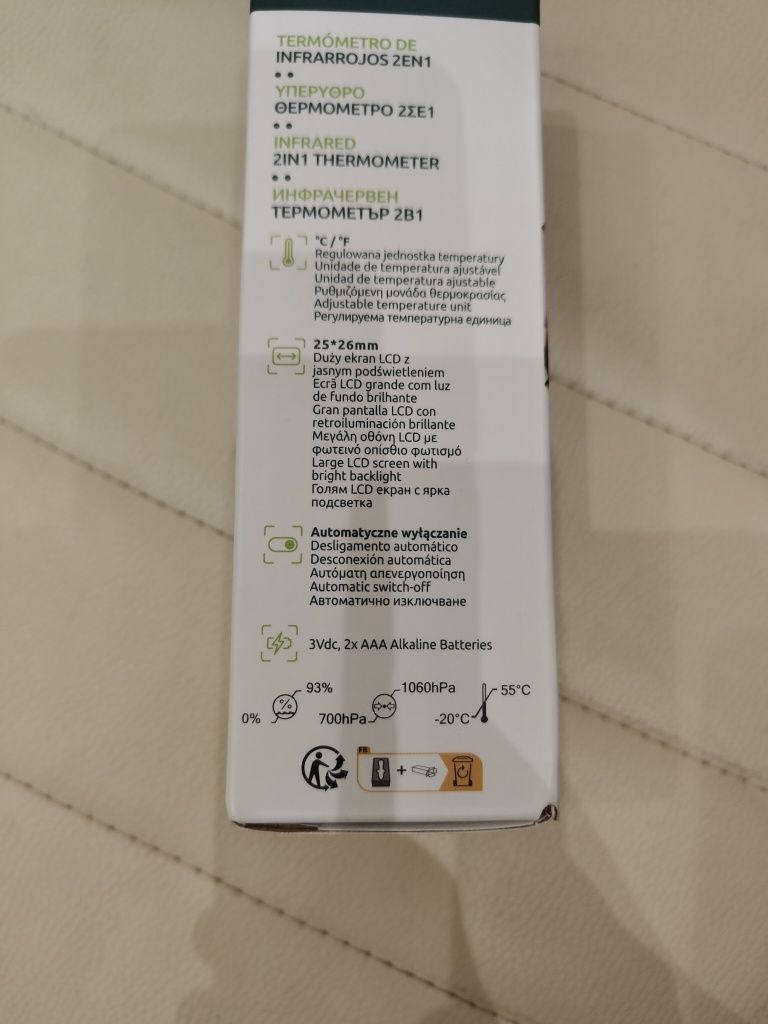 TERMÓMETRO DE
INFRARROJOS 2EN1
ΥΠΕΡΥΘΡΟ
ΘΕΡΜΟΜΕΤΡΟ 2ΣΕ1
INFRARED
2IN1 THERMOMETER
ИНФРАЧЕРВЕН
ТЕРМОМЕТЪР 2В1
°C / °F
Regulowana jednostka temperatury
Unidade de temperatura ajustável
Unidad de temperatura ajustable
Ρυθμιζόμενη μονάδα θερμοκρασίας
Adjustable temperature unit
Регулируема температурна единица
25*26mm
Duży ekran LCD z
jasnym podświetleniem
Ecrã LCD grande com luz
de fundo brilhante
Gran pantalla LCD con
retroiluminación brillante
Μεγάλη οθόνη LCD με
φωτεινό οπίσθιο φωτισμό
Large LCD screen with
bright backlight
Голям LCD екран с ярка
подсветка
Automatyczne wyłączanie
Desligamento automático
Desconexión automática
Αυτόματη απενεργοποίηση
Automatic switch-off
Автоматично изключване
3Vdc, 2x AAA Alkaline Batteries
93% 1060hPa 55°C
0% % 700hPa -20°C
FR
+